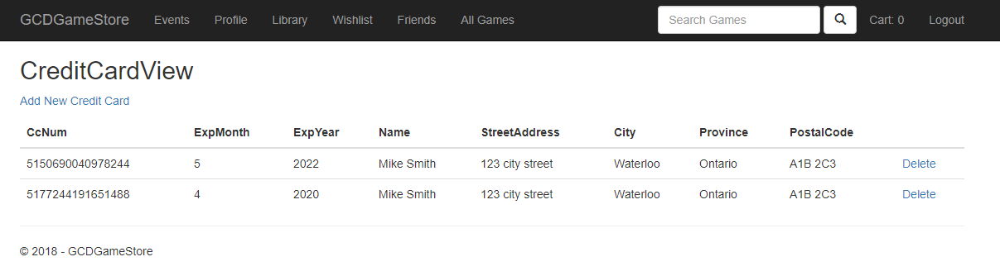 GCDGameStore Events Profile Library Wishlist Friends All Games Search Games Cart: 0 Logout
CreditCardView
Add New Credit Card
CcNum ExpMonth ExpYear Name StreetAddress City Province PostalCode
5150690040978244 5 2022 Mike Smith 123 city street Waterloo Ontario A1B 2C3 Delete
5177244191651488 4 2020 Mike Smith 123 city street Waterloo Ontario A1B 2C3 Delete
© 2018 - GCDGameStore